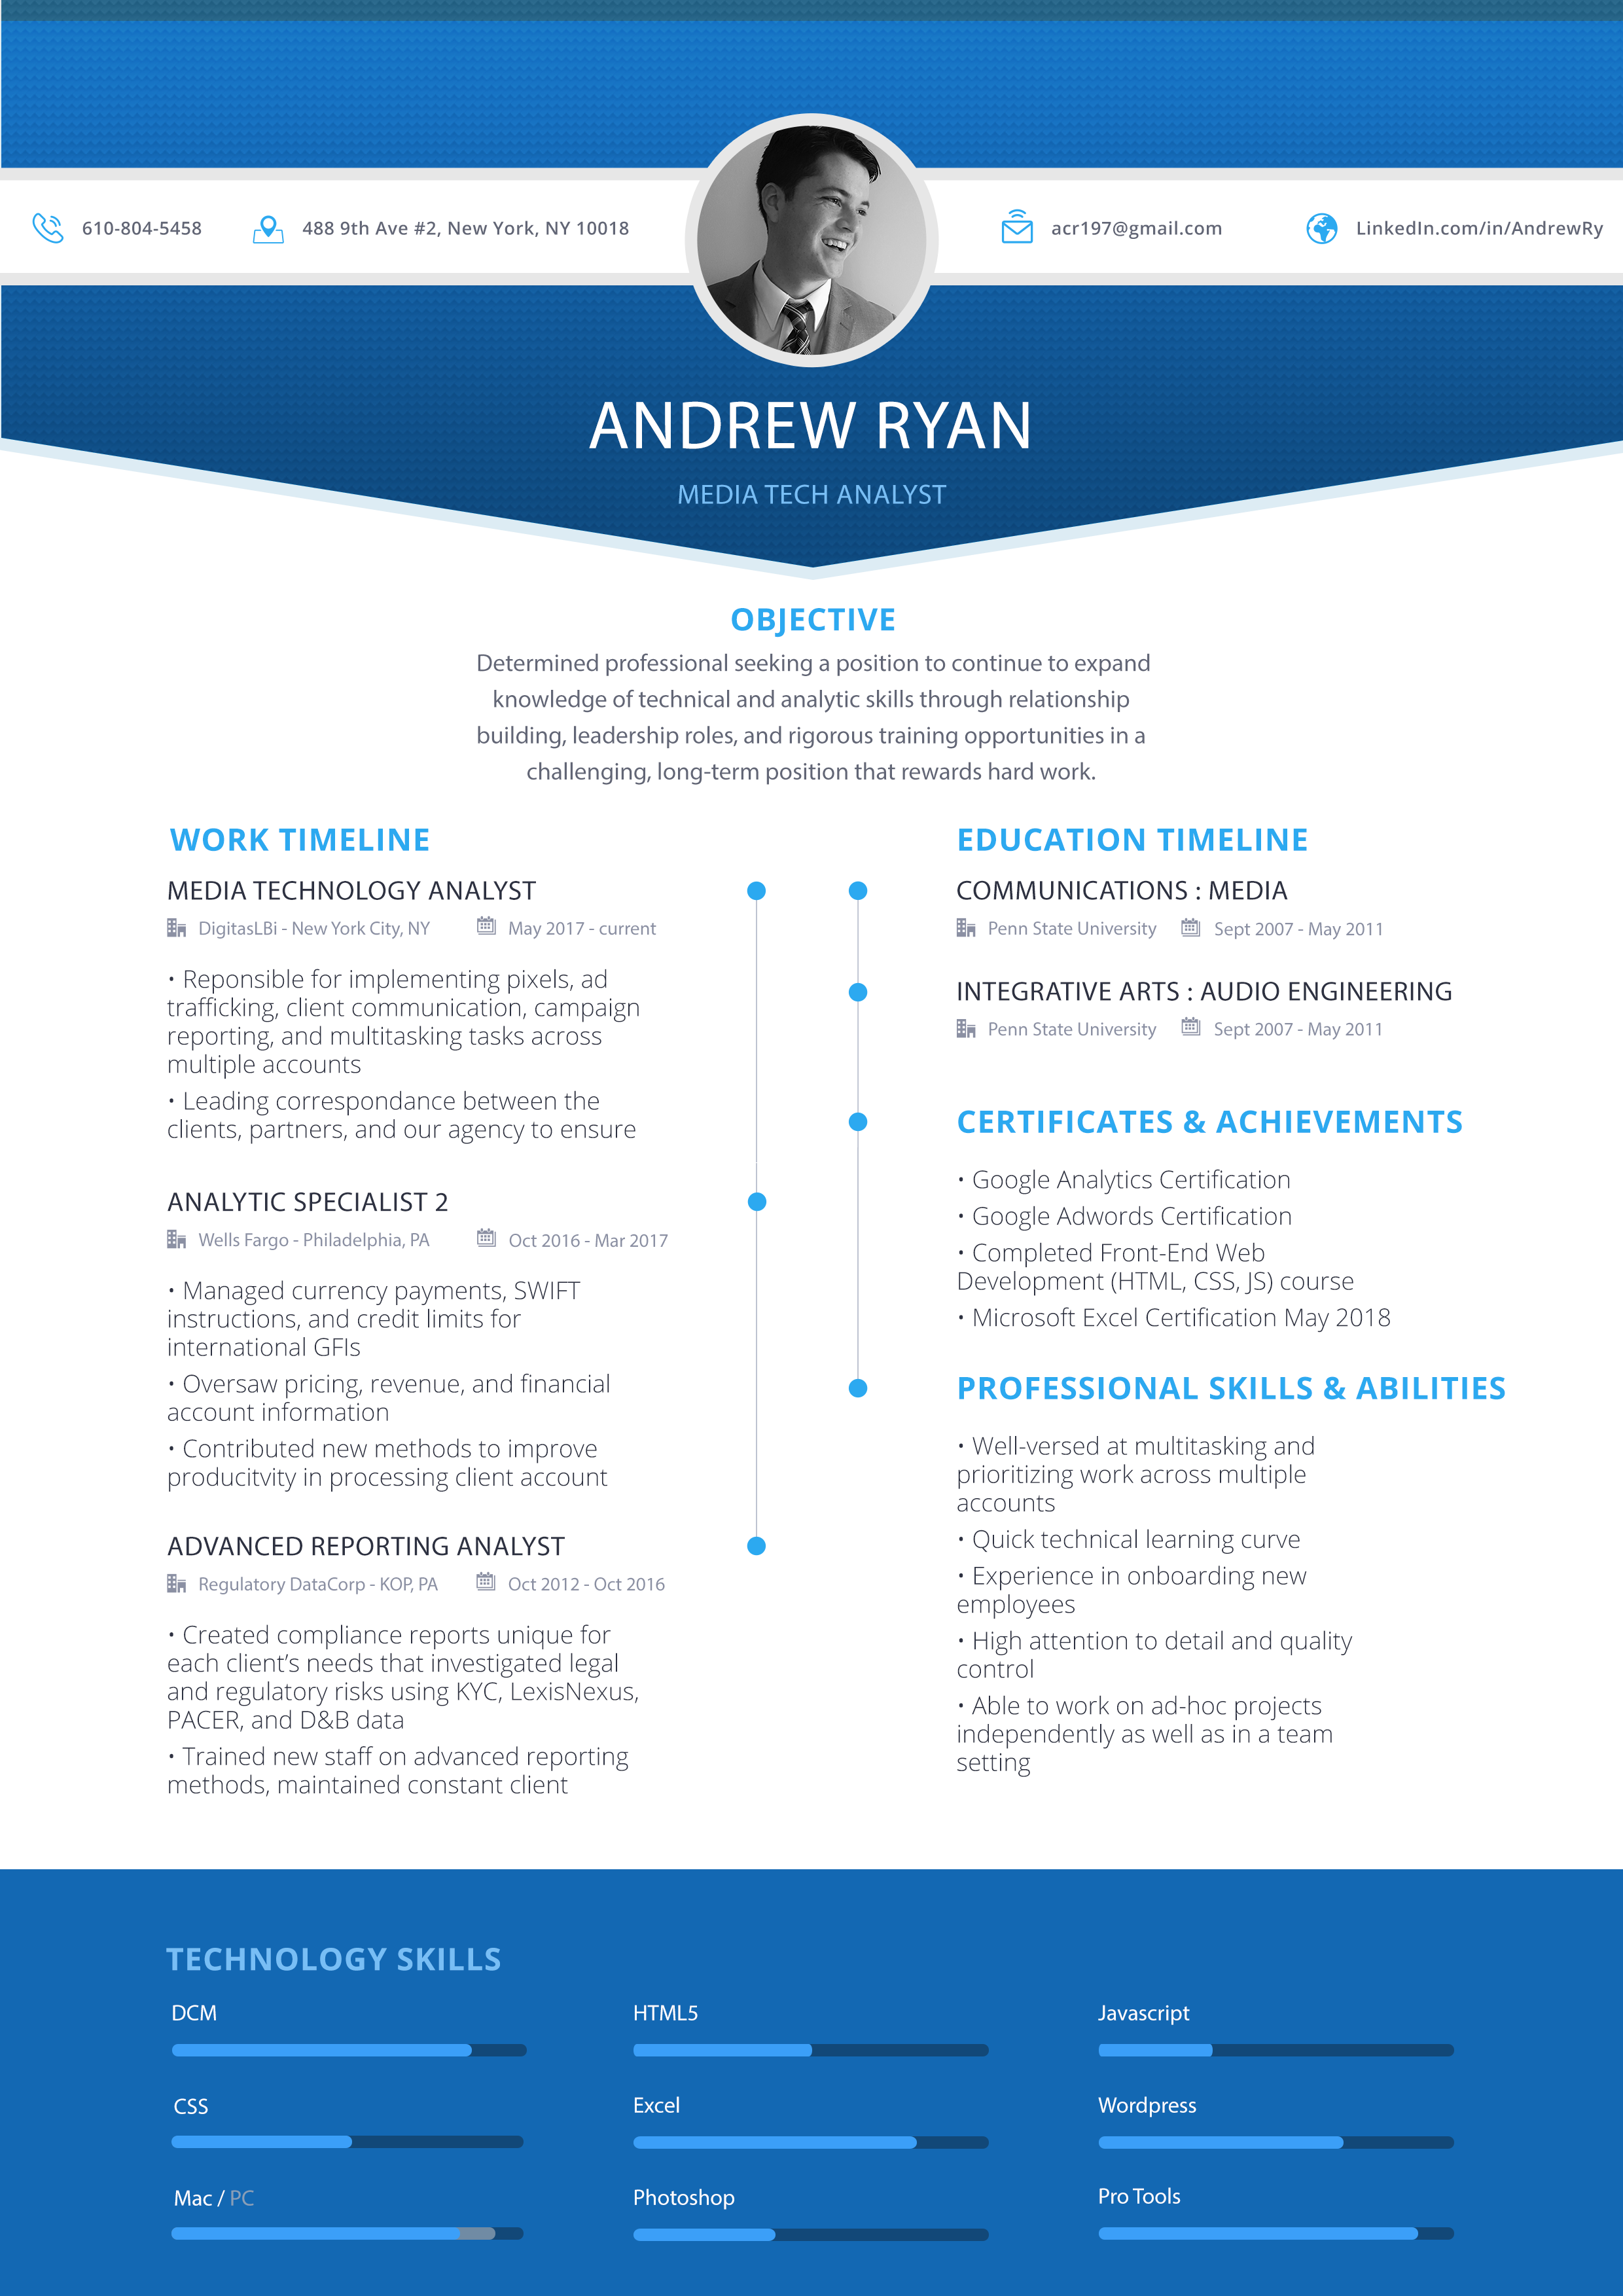 610-804-5458
488 9th Ave #2, New York, NY 10018
acr197@gmail.com
LinkedIn.com/in/AndrewRy
ANDREW RYAN
MEDIA TECH ANALYST
OBJECTIVE
Determined professional seeking a position to continue to expand
knowledge of technical and analytic skills through relationship
building, leadership roles, and rigorous training opportunities in a
challenging, long-term position that rewards hard work.
WORK TIMELINE
MEDIA TECHNOLOGY ANALYST
DigitasLBi - New York City, NY May 2017 - current
• Reponsible for implementing pixels, ad
trafficking, client communication, campaign
reporting, and multitasking tasks across
multiple accounts
• Leading correspondance between the
clients, partners, and our agency to ensure
ANALYTIC SPECIALIST 2
Wells Fargo - Philadelphia, PA Oct 2016 - Mar 2017
• Managed currency payments, SWIFT
instructions, and credit limits for
international GFIs
• Oversaw pricing, revenue, and financial
account information
• Contributed new methods to improve
producitvity in processing client account
ADVANCED REPORTING ANALYST
Regulatory DataCorp - KOP, PA Oct 2012 - Oct 2016
• Created compliance reports unique for
each client’s needs that investigated legal
and regulatory risks using KYC, LexisNexus,
PACER, and D&B data
• Trained new staff on advanced reporting
methods, maintained constant client
EDUCATION TIMELINE
COMMUNICATIONS : MEDIA
Penn State University Sept 2007 - May 2011
INTEGRATIVE ARTS : AUDIO ENGINEERING
Penn State University Sept 2007 - May 2011
CERTIFICATES & ACHIEVEMENTS
• Google Analytics Certification
• Google Adwords Certification
• Completed Front-End Web
Development (HTML, CSS, JS) course
• Microsoft Excel Certification May 2018
PROFESSIONAL SKILLS & ABILITIES
• Well-versed at multitasking and
prioritizing work across multiple
accounts
• Quick technical learning curve
• Experience in onboarding new
employees
• High attention to detail and quality
control
• Able to work on ad-hoc projects
independently as well as in a team
setting
TECHNOLOGY SKILLS
DCM
HTML5
Javascript
CSS
Excel
Wordpress
Mac / PC
Photoshop
Pro Tools